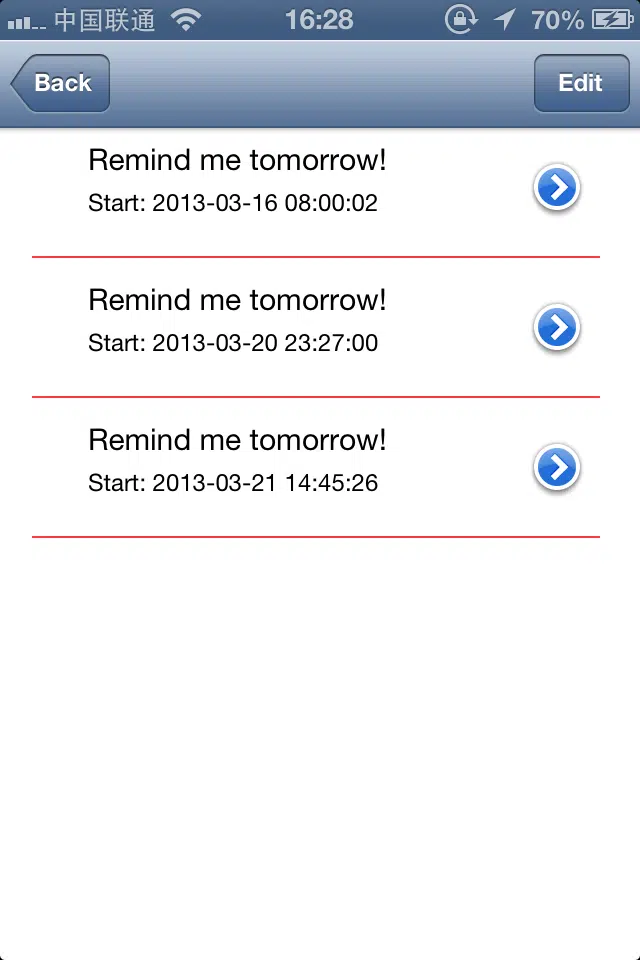 中国联通 16:28 70%
Back Edit
Remind me tomorrow!
Start: 2013-03-16 08:00:02
Remind me tomorrow!
Start: 2013-03-20 23:27:00
Remind me tomorrow!
Start: 2013-03-21 14:45:26